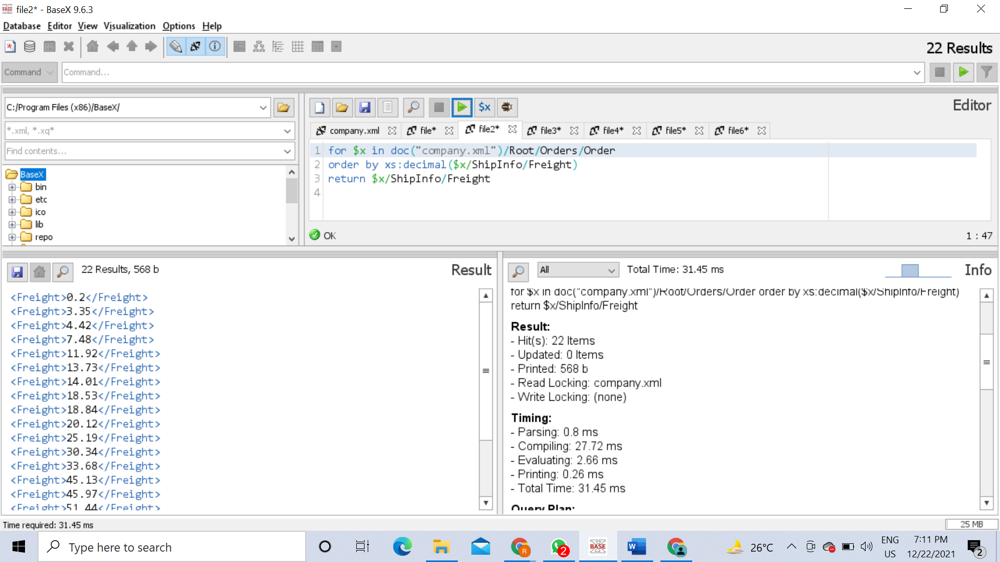 file2* - BaseX 9.6.3
Database Editor View Visualization Options Help
22 Results
Command Command...
C:/Program Files (x86)/BaseX/
*.xml, *.xq*
Find contents...
BaseX
bin
etc
ico
lib
repo
$x
Editor
company.xml file* file2* file3* file4* file5* file6*
1 for $x in doc("company.xml")/Root/Orders/Order
2 order by xs:decimal($x/ShipInfo/Freight)
3 return $x/ShipInfo/Freight
4
OK
1 : 47
22 Results, 568 b
Result
<Freight>0.2</Freight>
<Freight>3.35</Freight>
<Freight>4.42</Freight>
<Freight>7.48</Freight>
<Freight>11.92</Freight>
<Freight>13.73</Freight>
<Freight>14.01</Freight>
<Freight>18.53</Freight>
<Freight>18.84</Freight>
<Freight>20.12</Freight>
<Freight>25.19</Freight>
<Freight>30.34</Freight>
<Freight>33.68</Freight>
<Freight>45.13</Freight>
<Freight>45.97</Freight>
<Freight>51.44</Freight>
All
Total Time: 31.45 ms
Info
for $x in doc("company.xml")/Root/Orders/Order order by xs:decimal($x/ShipInfo/Freight)
return $x/ShipInfo/Freight
Result:
- Hit(s): 22 Items
- Updated: 0 Items
- Printed: 568 b
- Read Locking: company.xml
- Write Locking: (none)
Timing:
- Parsing: 0.8 ms
- Compiling: 27.72 ms
- Evaluating: 2.66 ms
- Printing: 0.26 ms
- Total Time: 31.45 ms
Query Plan:
Time required: 31.45 ms
25 MB
Type here to search
R
2
BASE
W
26°C
ENG
US
7:11 PM
12/22/2021
2